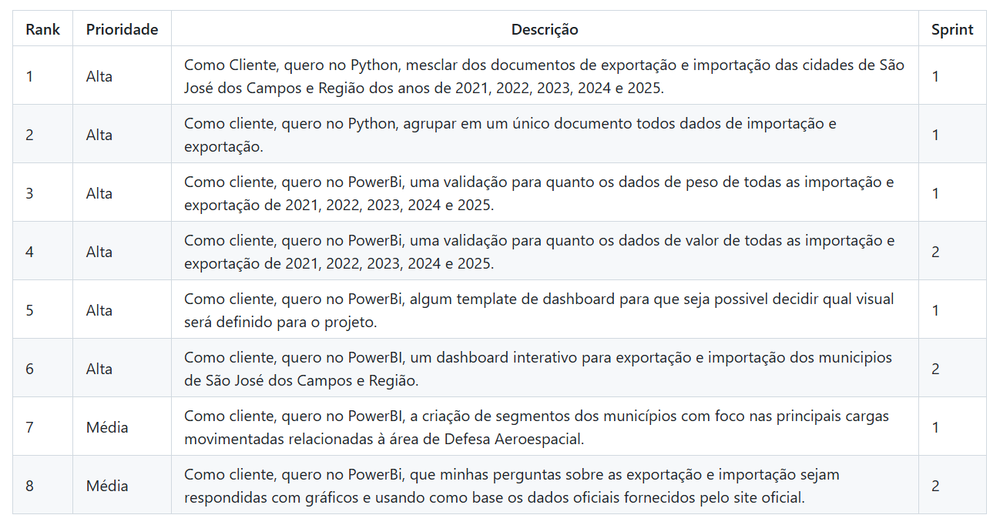 Rank Prioridade Descrição Sprint
1 Alta Como Cliente, quero no Python, mesclar dos documentos de exportação e importação das cidades de São 1
José dos Campos e Região dos anos de 2021, 2022, 2023, 2024 e 2025.
2 Alta Como cliente, quero no Python, agrupar em um único documento todos dados de importação e 1
exportação.
3 Alta Como cliente, quero no PowerBi, uma validação para quanto os dados de peso de todas as importação e 1
exportação de 2021, 2022, 2023, 2024 e 2025.
4 Alta Como cliente, quero no PowerBi, uma validação para quanto os dados de valor de todas as importação e 2
exportação de 2021, 2022, 2023, 2024 e 2025.
5 Alta Como cliente, quero no PowerBi, algum template de dashboard para que seja possivel decidir qual visual 1
será definido para o projeto.
6 Alta Como cliente, quero no PowerBI, um dashboard interativo para exportação e importação dos municipios 2
de São José dos Campos e Região.
7 Média Como cliente, quero no PowerBI, a criação de segmentos dos municípios com foco nas principais cargas 1
movimentadas relacionadas à área de Defesa Aeroespacial.
8 Média Como cliente, quero no PowerBi, que minhas perguntas sobre as exportação e importação sejam 2
respondidas com gráficos e usando como base os dados oficiais fornecidos pelo site oficial.